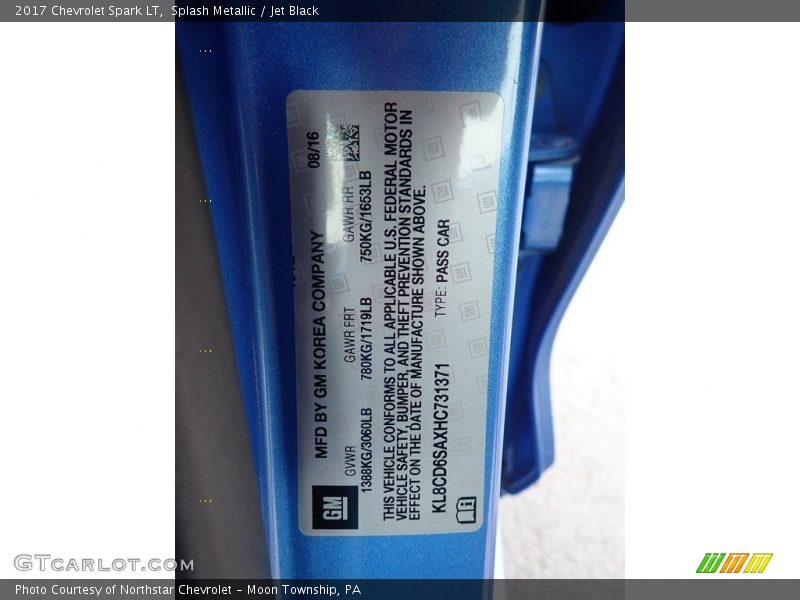 2017 Chevrolet Spark LT,  Splash Metallic / Jet Black
MFD BY GM KOREA COMPANY 08/16
GVWR GAWR FRT GAWR RR
1388KG/3060LB 780KG/1719LB 750KG/1653LB
THIS VEHICLE CONFORMS TO ALL APPLICABLE U.S. FEDERAL MOTOR
VEHICLE SAFETY, BUMPER, AND THEFT PREVENTION STANDARDS IN
EFFECT ON THE DATE OF MANUFACTURE SHOWN ABOVE.
KL8CD6SAXHC731371 TYPE: PASS CAR
GM
GTcarlot.com
Photo Courtesy of Northstar Chevrolet - Moon Township, PA